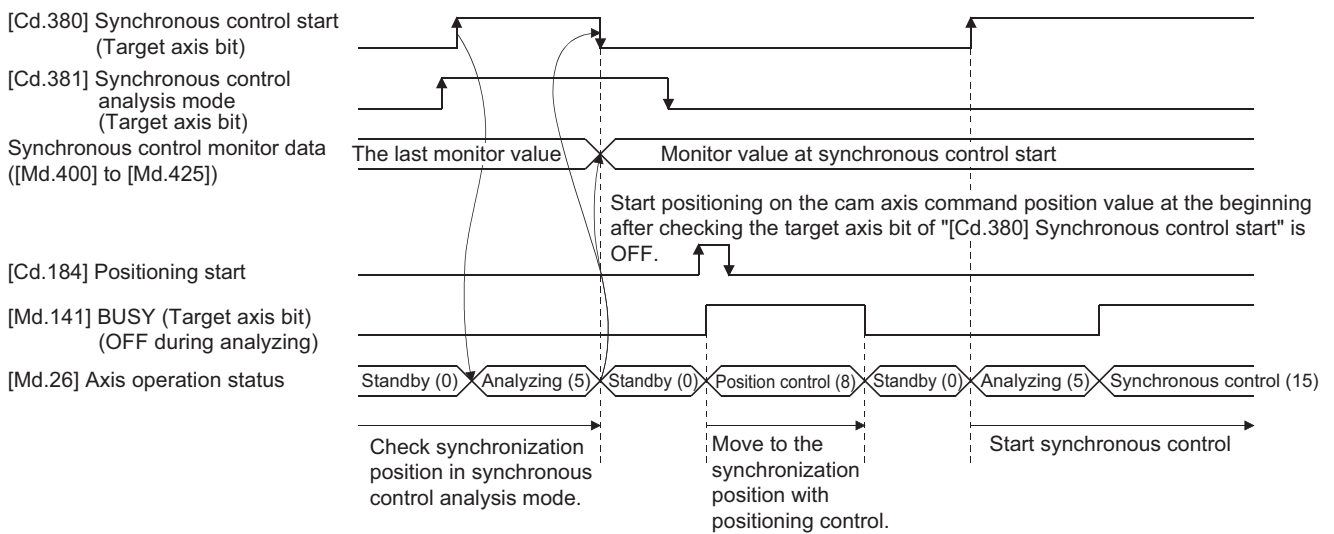 [Cd.380] Synchronous control start
(Target axis bit)
[Cd.381] Synchronous control
analysis mode
(Target axis bit)
Synchronous control monitor data
([Md.400] to [Md.425])
The last monitor value
Monitor value at synchronous control start
Start positioning on the cam axis command position value at the beginning
after checking the target axis bit of "[Cd.380] Synchronous control start" is
OFF.
[Cd.184] Positioning start
[Md.141] BUSY (Target axis bit)
(OFF during analyzing)
[Md.26] Axis operation status
Standby (0)
Analyzing (5)
Standby (0)
Position control (8)
Standby (0)
Analyzing (5)
Synchronous control (15)
Check synchronization
position in synchronous
control analysis mode.
Move to the
synchronization
position with
positioning control.
Start synchronous control